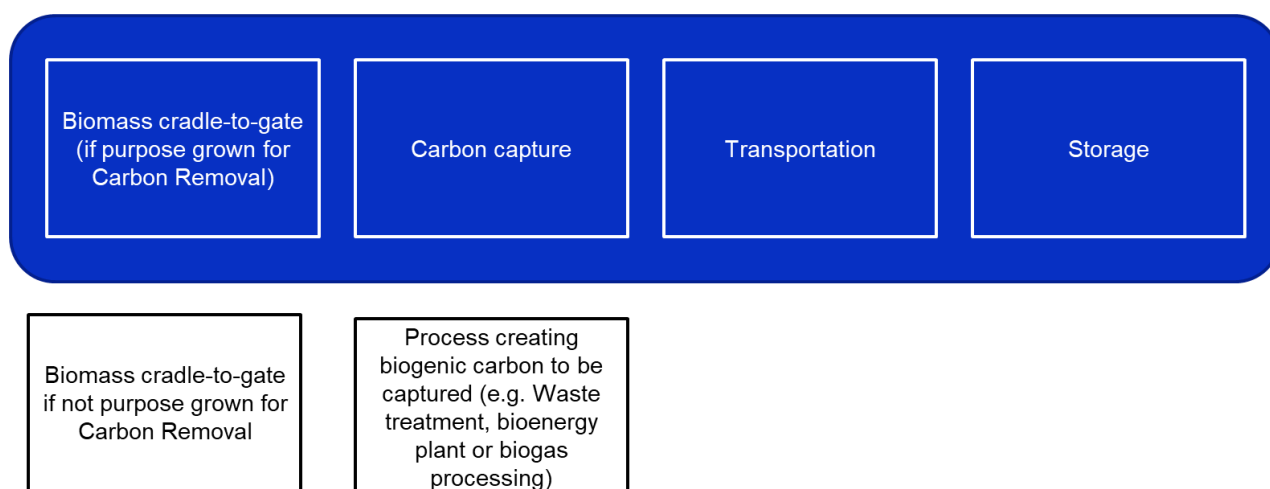 Biomass cradle-to-gate
(if purpose grown for
Carbon Removal)
Carbon capture
Transportation
Storage
Biomass cradle-to-gate
if not purpose grown for
Carbon Removal
Process creating
biogenic carbon to be
captured (e.g. Waste
treatment, bioenergy
plant or biogas
processing)